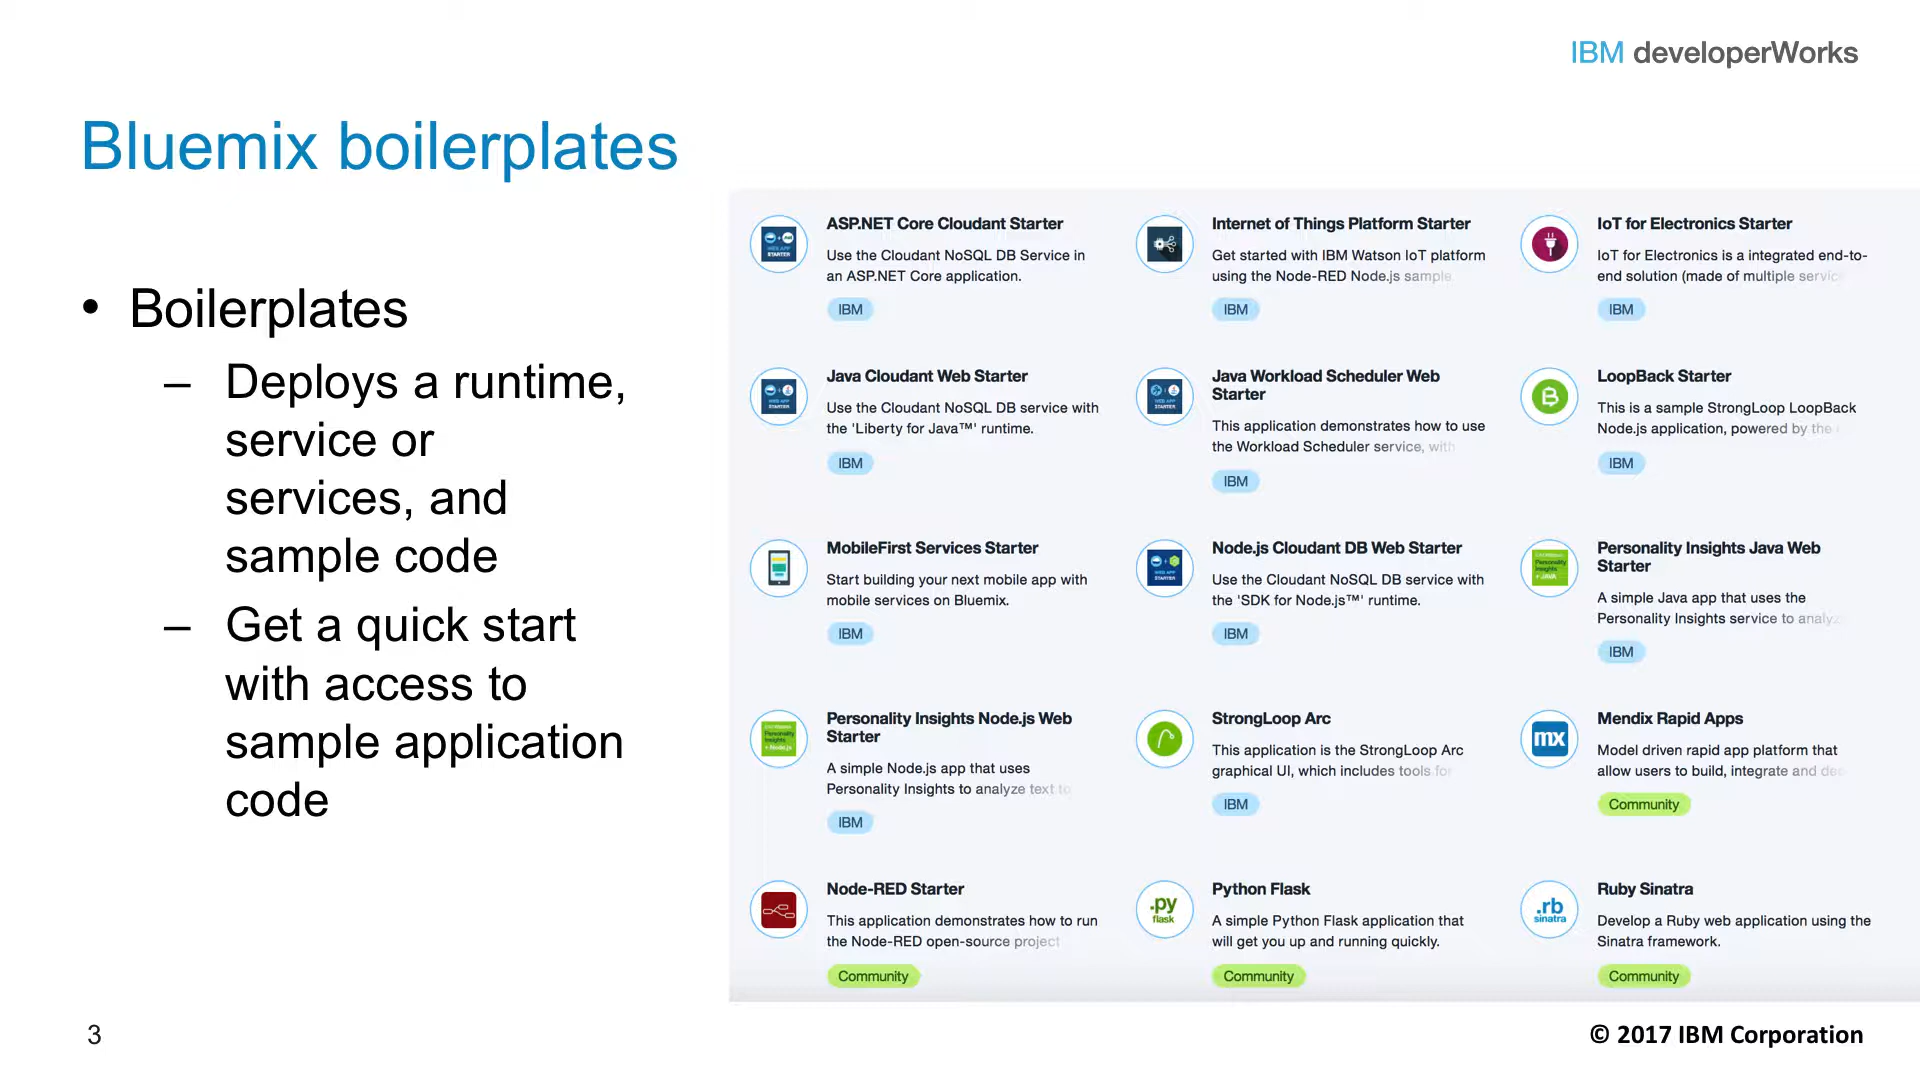 IBM developerWorks
Bluemix boilerplates
• Boilerplates
– Deploys a runtime,
service or
services, and
sample code
– Get a quick start
with access to
sample application
code
ASP.NET Core Cloudant Starter
Use the Cloudant NoSQL DB Service in
an ASP.NET Core application.
IBM
Internet of Things Platform Starter
Get started with IBM Watson IoT platform
using the Node-RED Node.js sample
IBM
IoT for Electronics Starter
IoT for Electronics is a integrated end-to-
end solution (made of multiple servic
IBM
Java Cloudant Web Starter
Use the Cloudant NoSQL DB service with
the 'Liberty for Java™' runtime.
IBM
Java Workload Scheduler Web
Starter
This application demonstrates how to use
the Workload Scheduler service, with
IBM
LoopBack Starter
This is a sample StrongLoop LoopBack
Node.js application, powered by the
IBM
MobileFirst Services Starter
Start building your next mobile app with
mobile services on Bluemix.
IBM
Node.js Cloudant DB Web Starter
Use the Cloudant NoSQL DB service with
the 'SDK for Node.js™' runtime.
IBM
Personality Insights Java Web
Starter
A simple Java app that uses the
Personality Insights service to analyz
IBM
Personality Insights Node.js Web
Starter
A simple Node.js app that uses
Personality Insights to analyze text to
IBM
StrongLoop Arc
This application is the StrongLoop Arc
graphical UI, which includes tools for
IBM
mx
Mendix Rapid Apps
Model driven rapid app platform that
allow users to build, integrate and de
Community
Node-RED Starter
This application demonstrates how to run
the Node-RED open-source project
Community
.py
flask
Python Flask
A simple Python Flask application that
will get you up and running quickly.
Community
.rb
sinatra
Ruby Sinatra
Develop a Ruby web application using the
Sinatra framework.
Community
3
© 2017 IBM Corporation